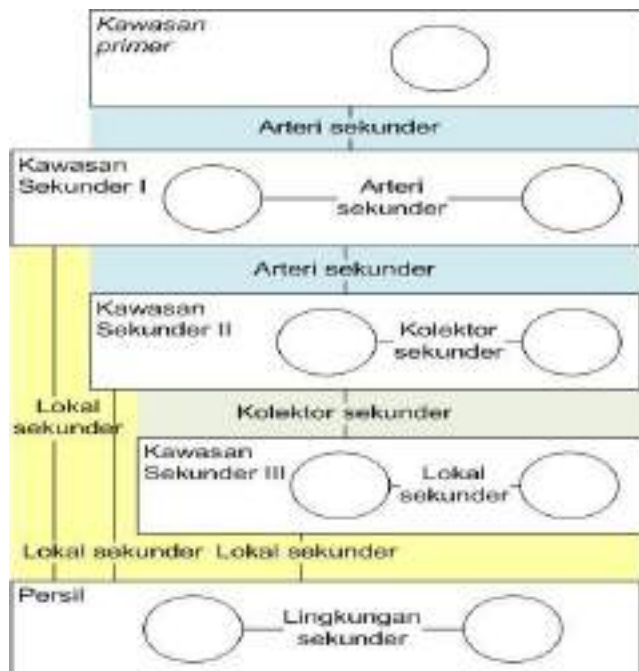 Kawasan
primer
Arteri sekunder
Kawasan
Sekunder I
Arteri
sekunder
Arteri sekunder
Kawasan
Sekunder II
Kolektor
sekunder
Lokal
sekunder
Kolektor sekunder
Kawasan
Sekunder III
Lokal
sekunder
Lokal sekunder Lokal sekunder
Persil
Lingkungan
sekunder